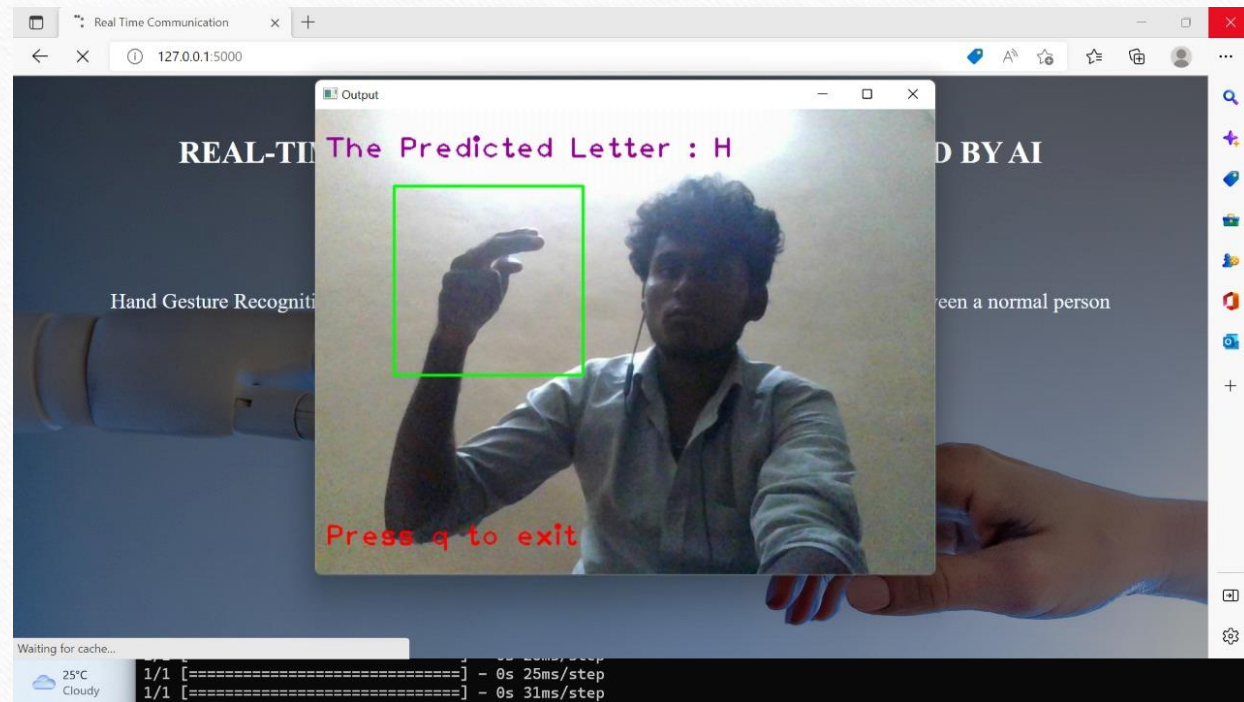 Real Time Communication
127.0.0.1:5000
Output
REAL-TI
The Predicted Letter : H
D BY AI
Hand Gesture Recogniti
een a normal person
Press q to exit
Waiting for cache...
25°C
Cloudy
1/1 [==============================] - 0s 25ms/step
1/1 [==============================] - 0s 31ms/step